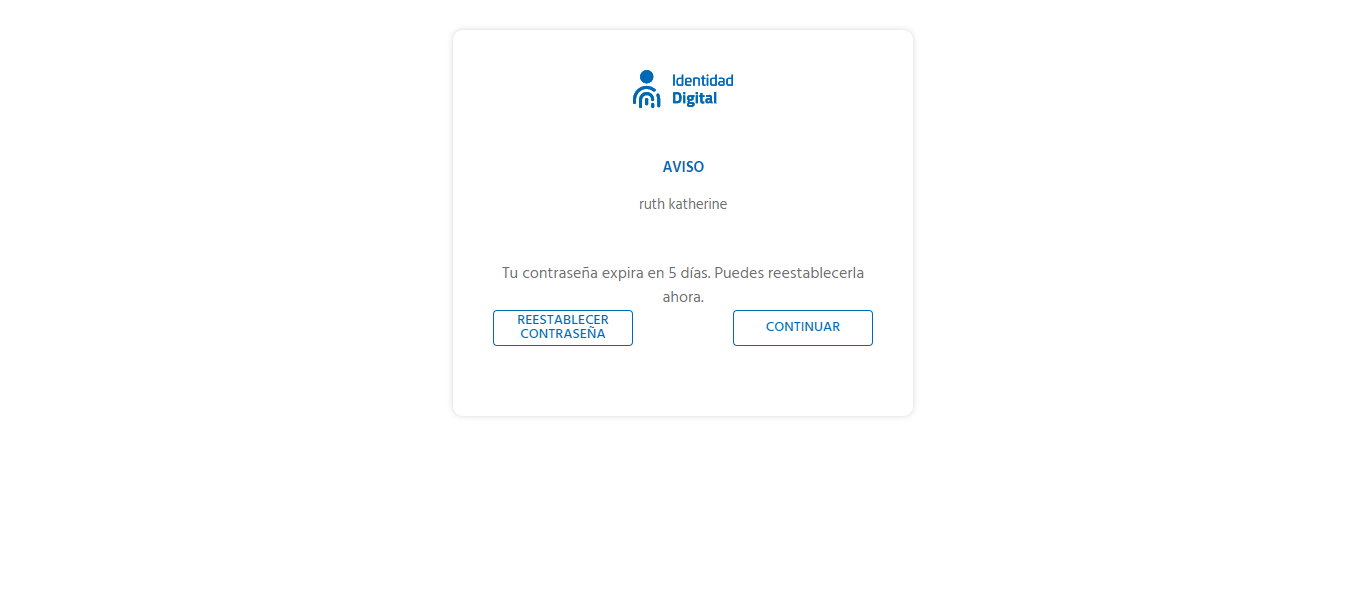 Identidad
Digital
AVISO
ruth katherine
Tu contraseña expira en 5 días. Puedes reestablecerla
ahora.
REESTABLECER
CONTRASEÑA
CONTINUAR